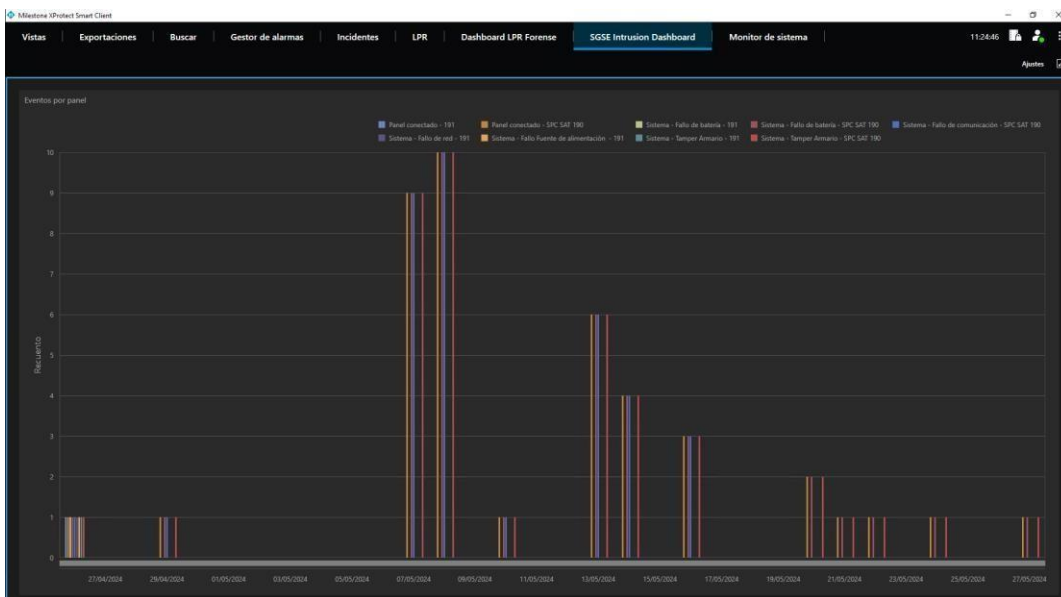 Milestone XProtect Smart Client
Vistas Exportaciones Buscar Gestor de alarmas Incidentes LPR Dashboard LPR Forense SGSE Intrusion Dashboard Monitor de sistema 11:24:46
Ajustes
Eventos por panel
Panel conectado - 191 Panel conectado - SPC SAT 190 Sistema - Fallo de batería - 191 Sistema - Fallo de batería - SPC SAT 190 Sistema - Fallo de comunicación - SPC SAT 190
Sistema - Fallo de red - 191 Sistema - Fallo Fuente de alimentación - 191 Sistema - Tamper Armario - 191 Sistema - Tamper Armario - SPC SAT 190
10
9
8
7
6
5
4
3
2
1
0
Recuento
27/04/2024 29/04/2024 01/05/2024 03/05/2024 05/05/2024 07/05/2024 09/05/2024 11/05/2024 13/05/2024 15/05/2024 17/05/2024 19/05/2024 21/05/2024 23/05/2024 25/05/2024 27/05/2024